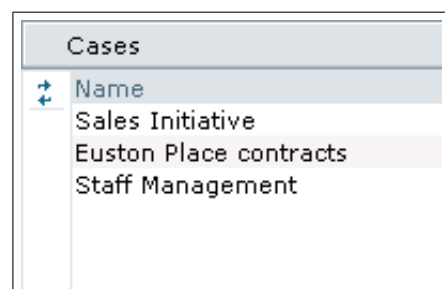 Cases
Name
Sales Initiative
Euston Place contracts
Staff Management